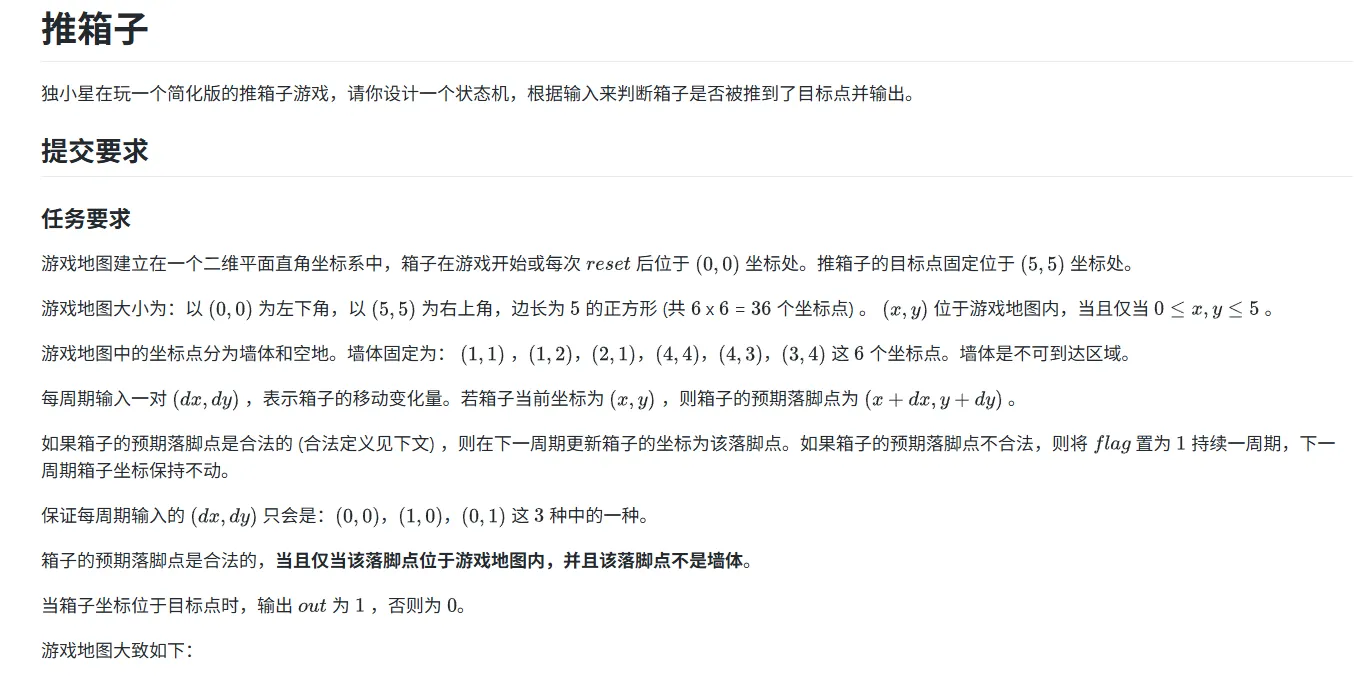 推箱子
独小星在玩一个简化版的推箱子游戏，请你设计一个状态机，根据输入来判断箱子是否被推到了目标点并输出。
提交要求
任务要求
游戏地图建立在一个二维平面直角坐标系中，箱子在游戏开始或每次 reset 后位于 (0,0) 坐标处。推箱子的目标点固定位于 (5,5) 坐标处。
游戏地图大小为：以 (0,0) 为左下角，以 (5,5) 为右上角，边长为 5 的正方形 (共 6 x 6 = 36 个坐标点) 。 (x,y) 位于游戏地图内，当且仅当 0 ≤ x,y ≤ 5 。
游戏地图中的坐标点分为墙体和空地。墙体固定为： (1,1) ，(1,2)，(2,1)，(4,4)，(4,3)，(3,4) 这 6 个坐标点。墙体是不可到达区域。
每周期输入一对 (dx,dy) ，表示箱子的移动变化量。若箱子当前坐标为 (x,y) ，则箱子的预期落脚点为 (x + dx,y + dy) 。
如果箱子的预期落脚点是合法的 (合法定义见下文) ，则在下一周期更新箱子的坐标为该落脚点。如果箱子的预期落脚点不合法，则将 flag 置为 1 持续一周期，下一
周期箱子坐标保持不动。
保证每周期输入的 (dx,dy) 只会是：(0,0)，(1,0)，(0,1) 这 3 种中的一种。
箱子的预期落脚点是合法的，当且仅当该落脚点位于游戏地图内，并且该落脚点不是墙体。
当箱子坐标位于目标点时，输出 out 为 1 ，否则为 0。
游戏地图大致如下：